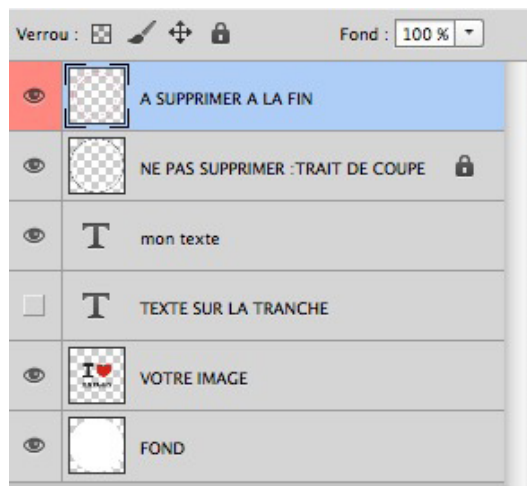 Verrou : Fond : 100 %
A SUPPRIMER A LA FIN
NE PAS SUPPRIMER :TRAIT DE COUPE
T mon texte
T TEXTE SUR LA TRANCHE
I
VOTRE IMAGE
FOND